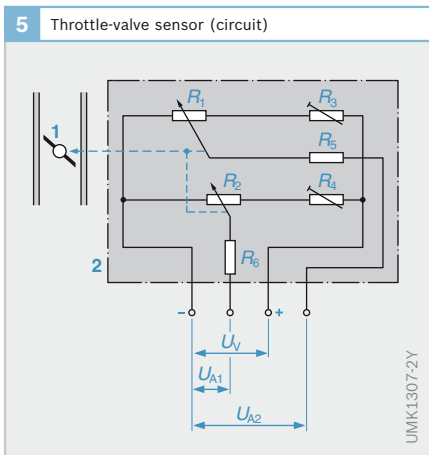 5 Throttle-valve sensor (circuit)
R1 R3
1
R5
R2 R4
2 R6
– +
UV
UA1
UA2
UMK1307-2Y